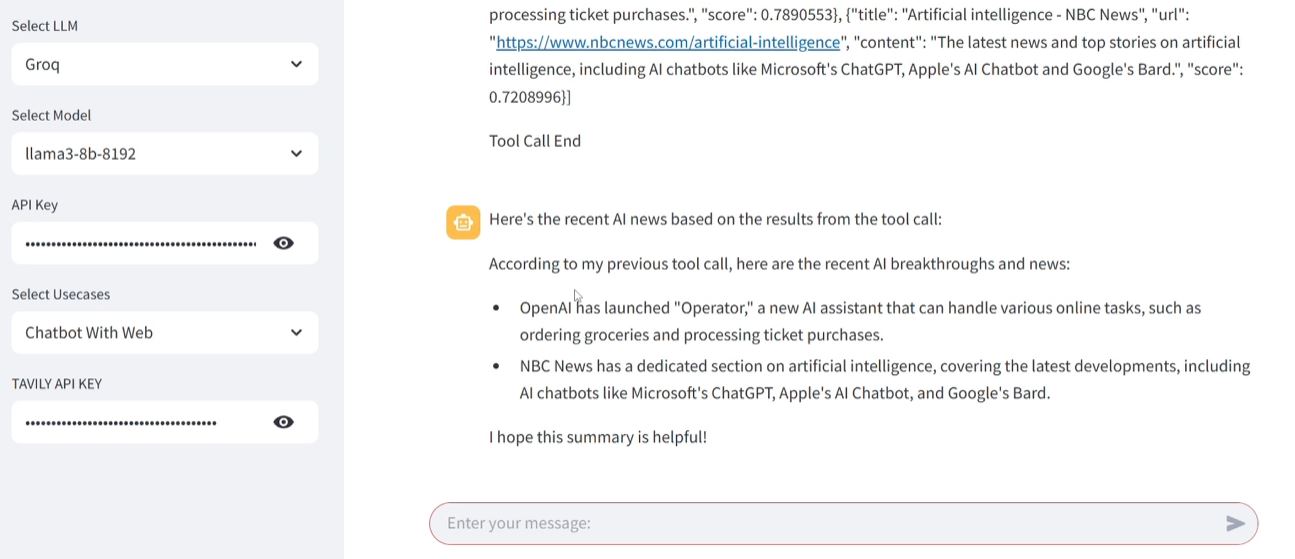 Select LLM
Groq
Select Model
llama3-8b-8192
API Key
Select Usecases
Chatbot With Web
TAVILY API KEY
processing ticket purchases.", "score": 0.7890553}, {"title": "Artificial intelligence - NBC News", "url":
"https://www.nbcnews.com/artificial-intelligence", "content": "The latest news and top stories on artificial
intelligence, including AI chatbots like Microsoft's ChatGPT, Apple's AI Chatbot and Google's Bard.", "score":
0.7208996}]
Tool Call End
Here's the recent AI news based on the results from the tool call:
According to my previous tool call, here are the recent AI breakthroughs and news:
• OpenAI has launched "Operator," a new AI assistant that can handle various online tasks, such as
ordering groceries and processing ticket purchases.
• NBC News has a dedicated section on artificial intelligence, covering the latest developments, including
AI chatbots like Microsoft's ChatGPT, Apple's AI Chatbot, and Google's Bard.
I hope this summary is helpful!
Enter your message: